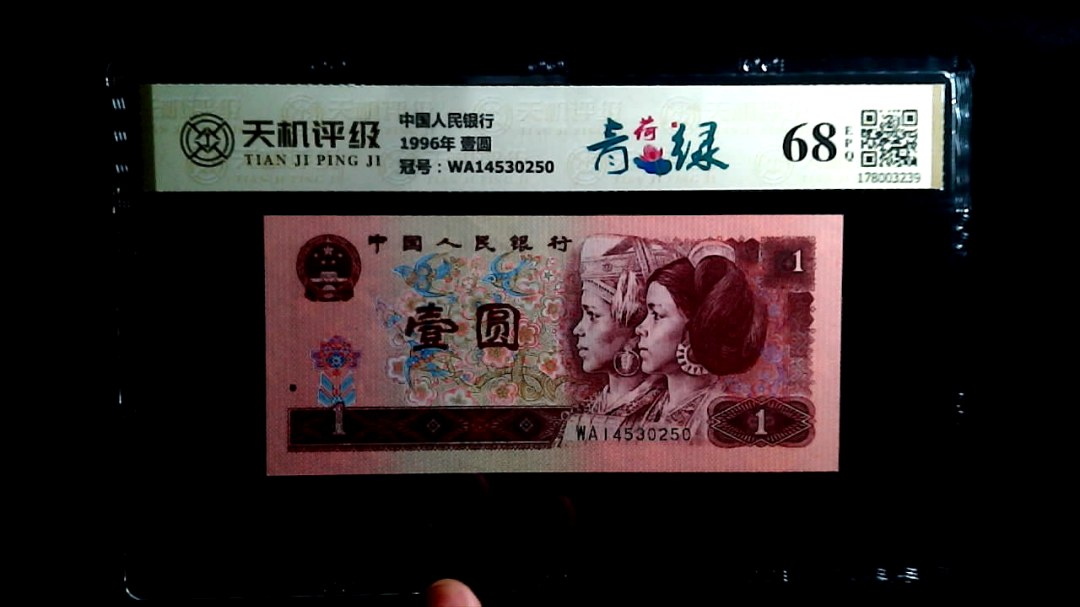 天机评级
TIAN JI PING JI
中国人民银行
1996年 壹圆
冠号：WA14530250
青荷绿
68
EPQ
178003239
中国人民银行
1
壹圆
1
WA14530250
1